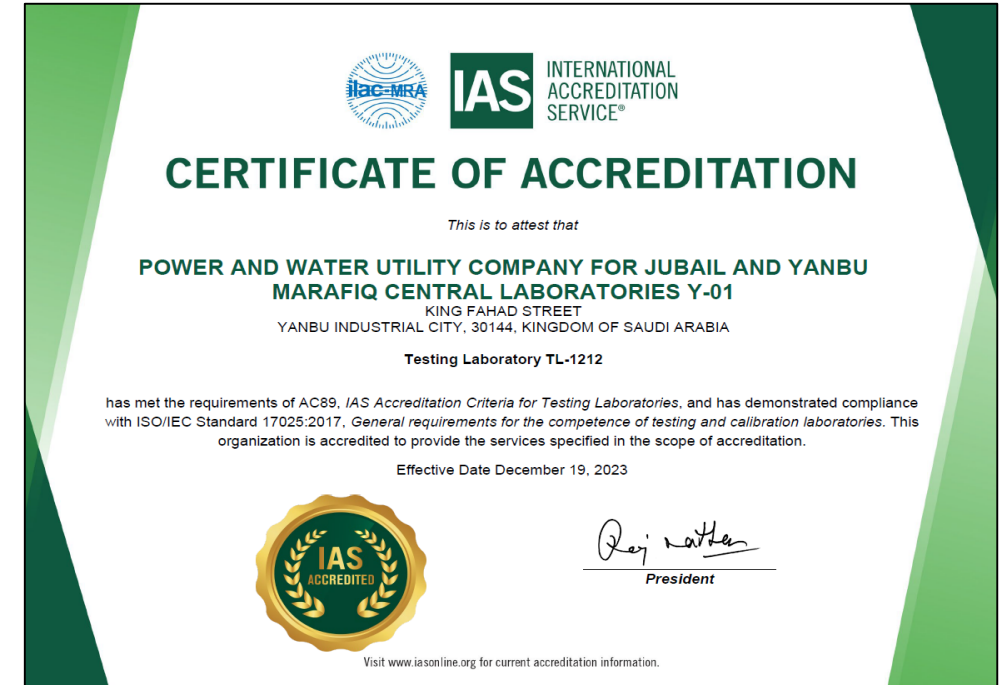 ilac-MRA
IAS
INTERNATIONAL
ACCREDITATION
SERVICE®
CERTIFICATE OF ACCREDITATION
This is to attest that
POWER AND WATER UTILITY COMPANY FOR JUBAIL AND YANBU
MARAFIQ CENTRAL LABORATORIES Y-01
KING FAHAD STREET
YANBU INDUSTRIAL CITY, 30144, KINGDOM OF SAUDI ARABIA
Testing Laboratory TL-1212
has met the requirements of AC89, IAS Accreditation Criteria for Testing Laboratories, and has demonstrated compliance
with ISO/IEC Standard 17025:2017, General requirements for the competence of testing and calibration laboratories. This
organization is accredited to provide the services specified in the scope of accreditation.
Effective Date December 19, 2023
IAS
ACCREDITED
Raj Nathan
President
Visit www.iasonline.org for current accreditation information.